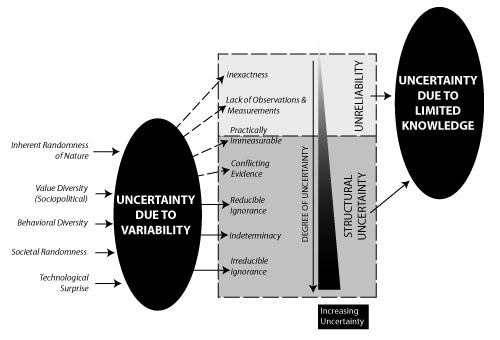 Inherent Randomness
of Nature
Value Diversity
(Sociopolitical)
Behavioral Diversity
Societal Randomness
Technological
Surprise
UNCERTAINTY
DUE TO
VARIABILITY
Inexactness
Lack of Observations &
Measurements
Practically
Immeasurable
Conflicting
Evidence
Reducible
Ignorance
Indeterminacy
Irreducible
Ignorance
DEGREE OF UNCERTAINTY
UNRELIABILITY
STRUCTURAL
UNCERTAINTY
Increasing
Uncertainty
UNCERTAINTY
DUE TO
LIMITED
KNOWLEDGE